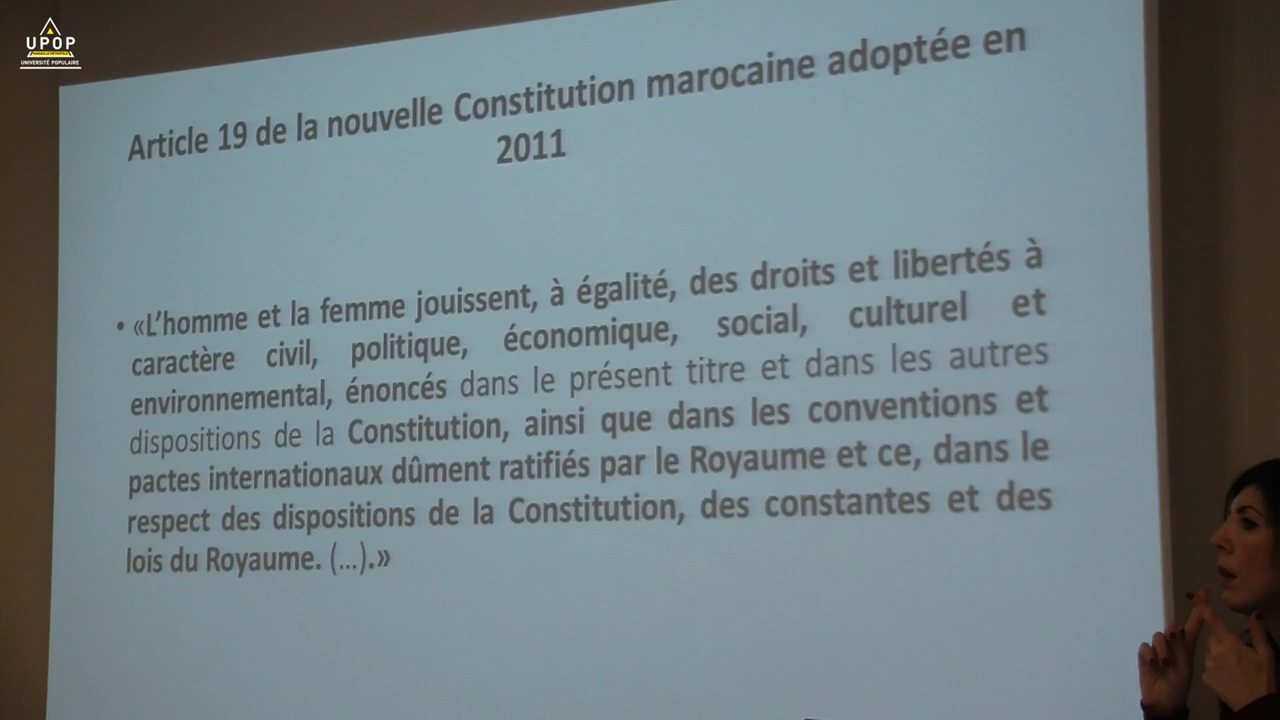 UPOP
UNIVERSITÉ POPULAIRE
Article 19 de la nouvelle Constitution marocaine adoptée en
2011
• «L'homme et la femme jouissent, à égalité, des droits et libertés à
caractère civil, politique, économique, social, culturel et
environnemental, énoncés dans le présent titre et dans les autres
dispositions de la Constitution, ainsi que dans les conventions et
pactes internationaux dûment ratifiés par le Royaume et ce, dans le
respect des dispositions de la Constitution, des constantes et des
lois du Royaume. (...).»